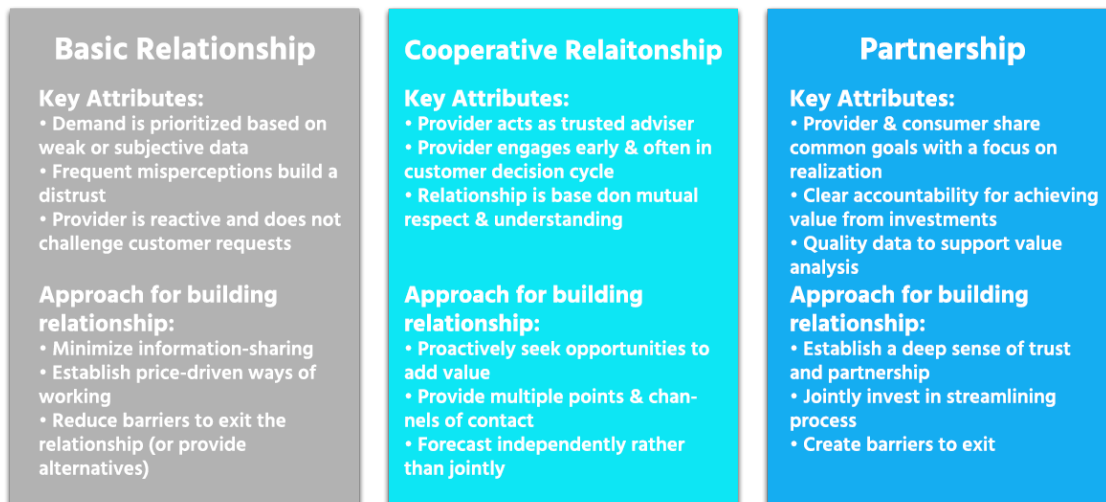 Basic Relationship
Key Attributes:
• Demand is prioritized based on
weak or subjective data
• Frequent misperceptions build a
distrust
• Provider is reactive and does not
challenge customer requests
Approach for building
relationship:
• Minimize information-sharing
• Establish price-driven ways of
working
• Reduce barriers to exit the
relationship (or provide
alternatives)
Cooperative Relaitonship
Key Attributes:
• Provider acts as trusted adviser
• Provider engages early & often in
customer decision cycle
• Relationship is base don mutual
respect & understanding
Approach for building
relationship:
• Proactively seek opportunities to
add value
• Provide multiple points & chan-
nels of contact
• Forecast independently rather
than jointly
Partnership
Key Attributes:
• Provider & consumer share
common goals with a focus on
realization
• Clear accountability for achieving
value from investments
• Quality data to support value
analysis
Approach for building
relationship:
• Establish a deep sense of trust
and partnership
• Jointly invest in streamlining
process
• Create barriers to exit